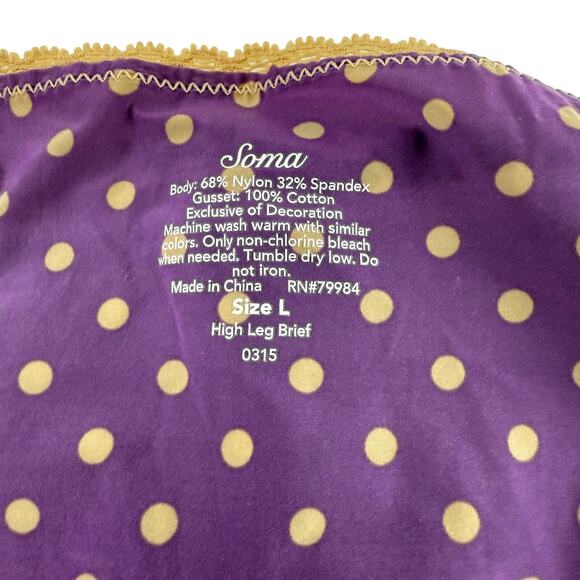 Soma
Body: 68% Nylon 32% Spandex
Gusset: 100% Cotton
Exclusive of Decoration
Machine wash warm with similar
colors. Only non-chlorine bleach
when needed. Tumble dry low. Do
not iron.
Made in China RN#79984
Size L
High Leg Brief
0315